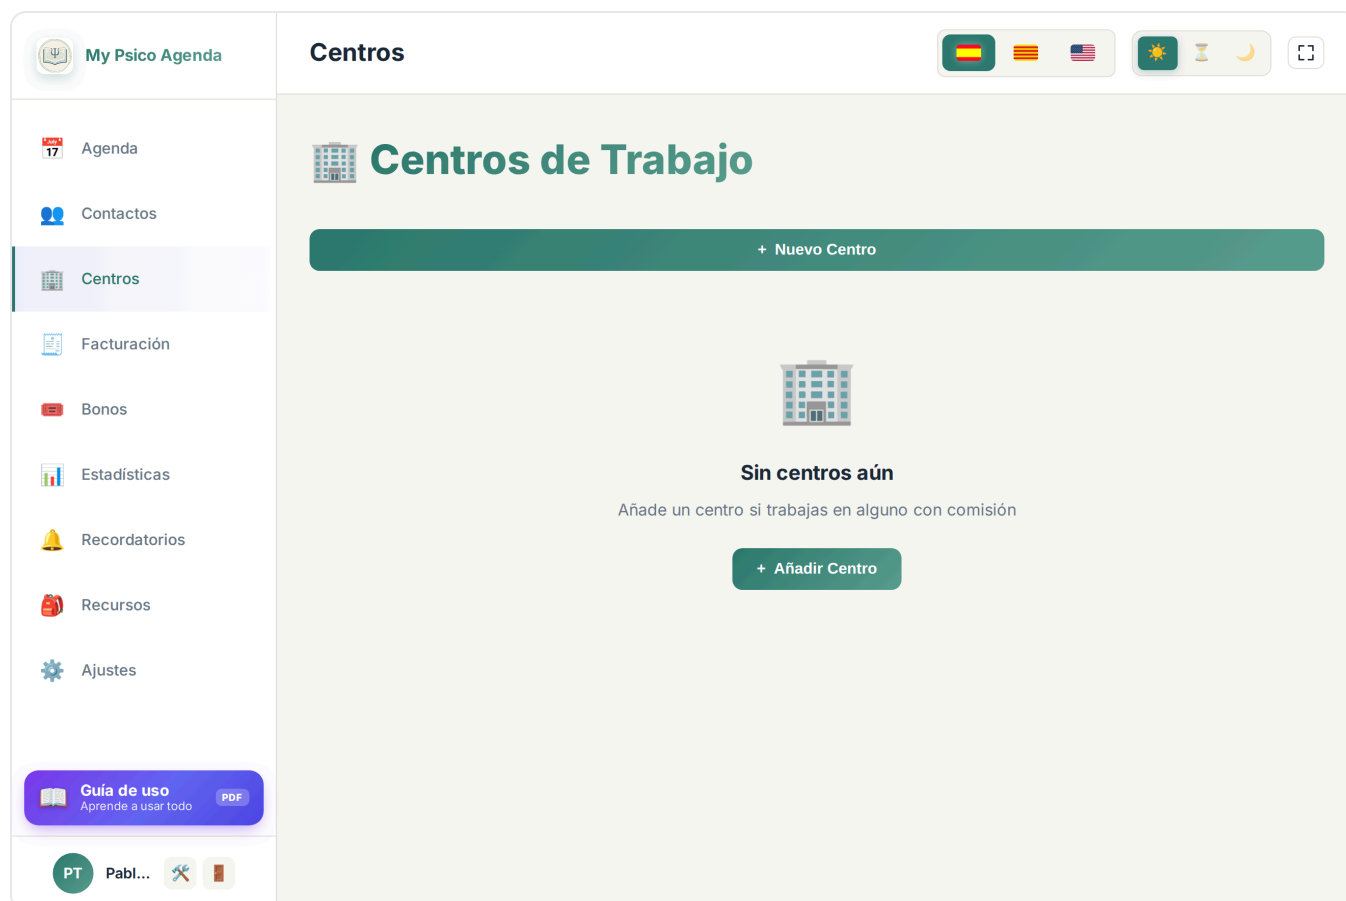 My Psico Agenda
Centros
Agenda
Contactos
Centros
Facturación
Bonos
Estadísticas
Recordatorios
Recursos
Ajustes
Guía de uso
Aprende a usar todo
PDF
PT
Pabl...
Centros de Trabajo
+ Nuevo Centro
Sin centros aún
Añade un centro si trabajas en alguno con comisión
+ Añadir Centro